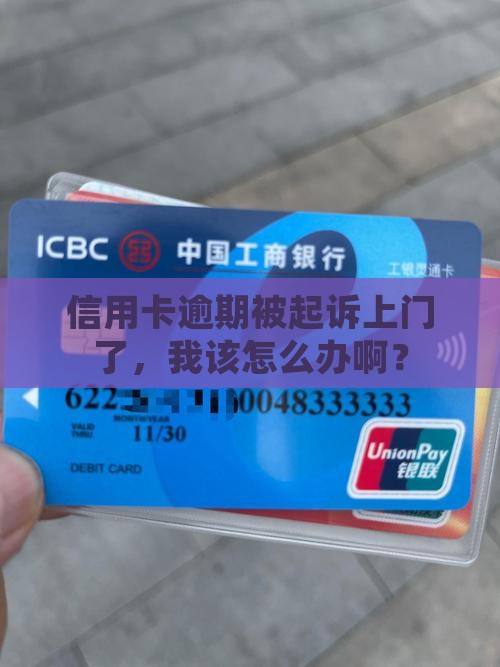 ICBC 中国工商银行
工银灵通卡
信用卡逾期被起诉上门
了，我该怎么办啊？
622 0048333333
MONTH/YEAR
VALID
THRU 11/30
DEBIT CARD
UnionPay
银联